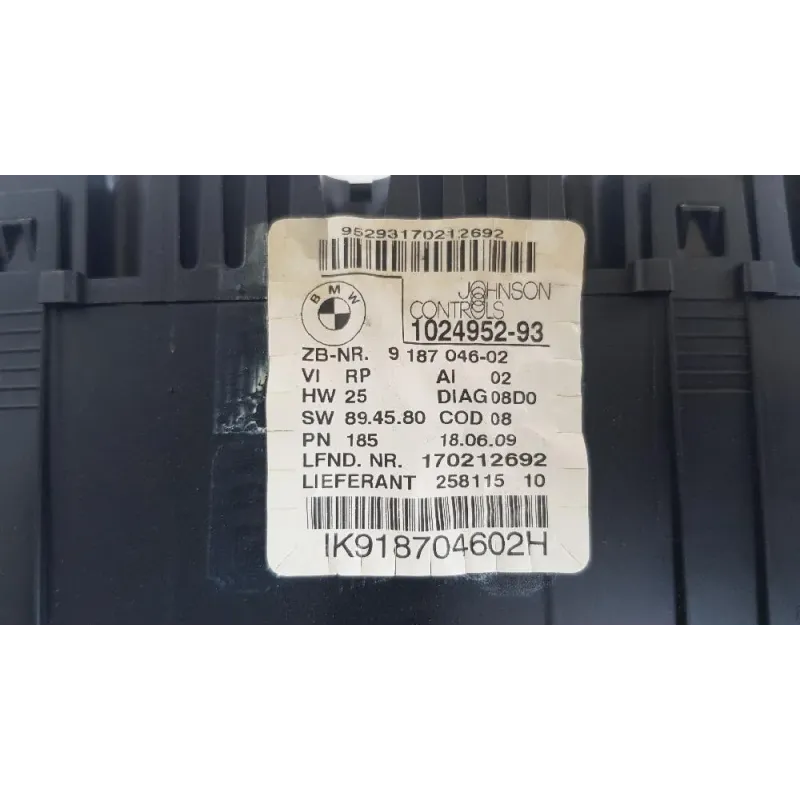 95293170212692
BMW
JOHNSON
CONTROLS
1024952-93
ZB-NR. 9 187 046-02
VI RP AI 02
HW 25 DIAG 08D0
SW 89.45.80 COD 08
PN 185 18.06.09
LFND. NR. 170212692
LIEFERANT 258115 10
IK918704602H